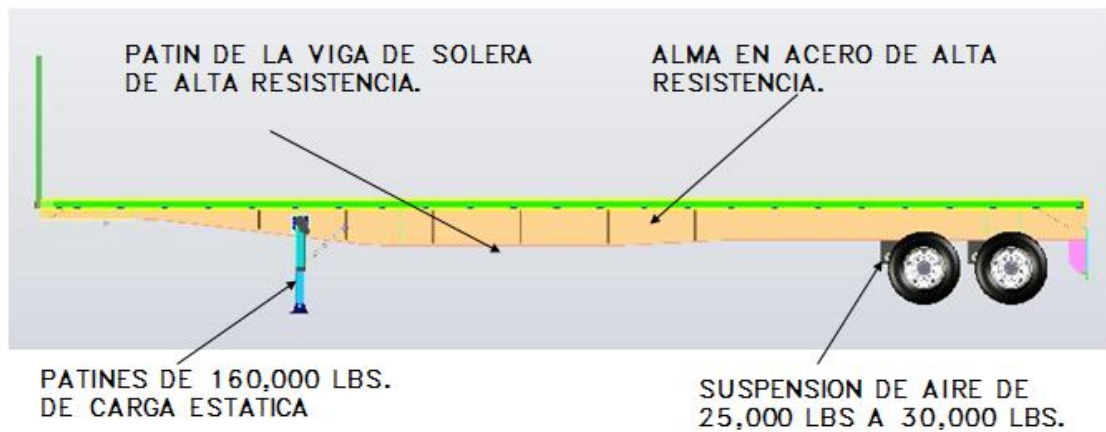 PATIN DE LA VIGA DE SOLERA
DE ALTA RESISTENCIA.
ALMA EN ACERO DE ALTA
RESISTENCIA.
PATINES DE 160,000 LBS.
DE CARGA ESTATICA
SUSPENSION DE AIRE DE
25,000 LBS A 30,000 LBS.